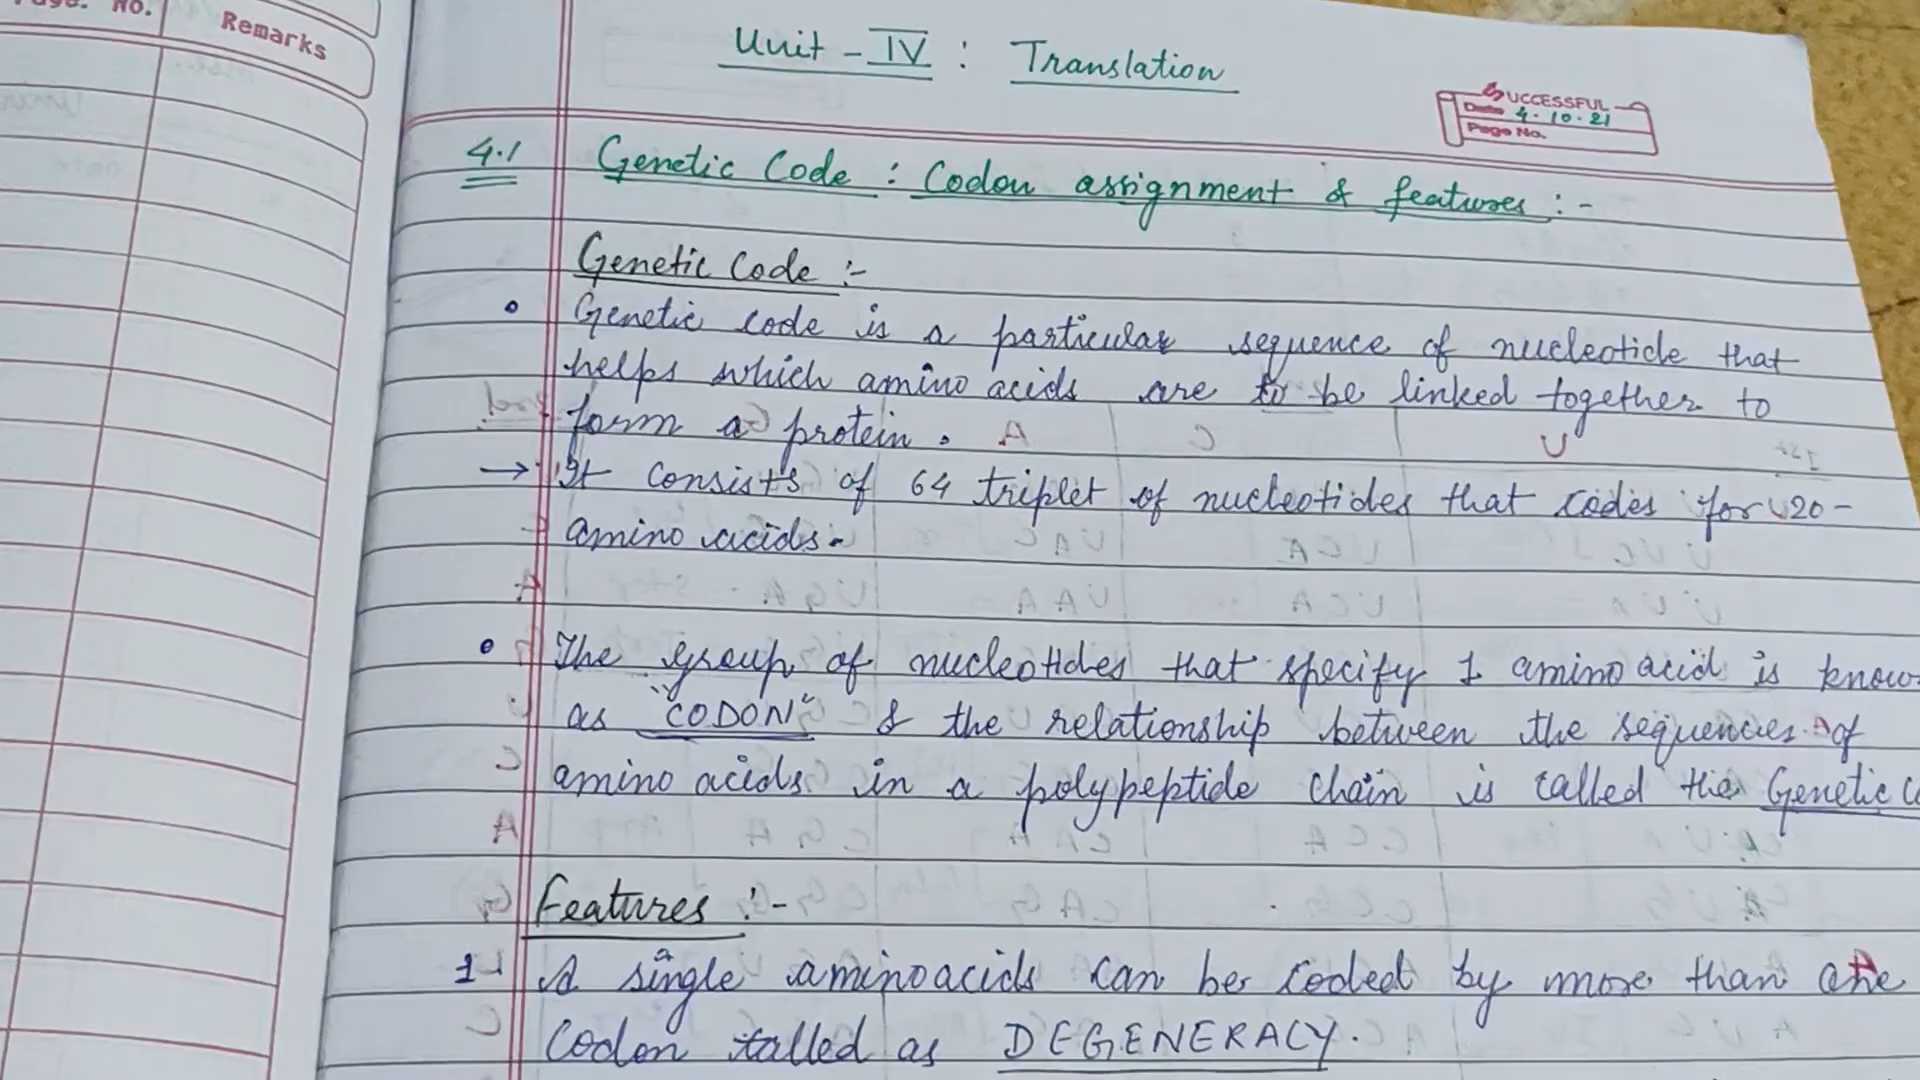 No.
Remarks
Unit - IV : Translation
SUCCESSFUL
Date 4.10.21
Page No.
4.1 Genetic Code : Codon assignment & features :-
Genetic Code :-
• Genetic code is a particular sequence of nucleotide that
helps which amino acids are to be linked together to
form a protein.
→ It consists of 64 triplet of nucleotides that codes for 20-
amino acids.
• The group of nucleotides that specify 1 amino acid is know
as "CODON" & the relationship between the sequences of
amino acids in a polypeptide chain is called the Genetic C
Features :-
1. A single aminoacids can be coded by more than one
Codon called as DEGENERACY.